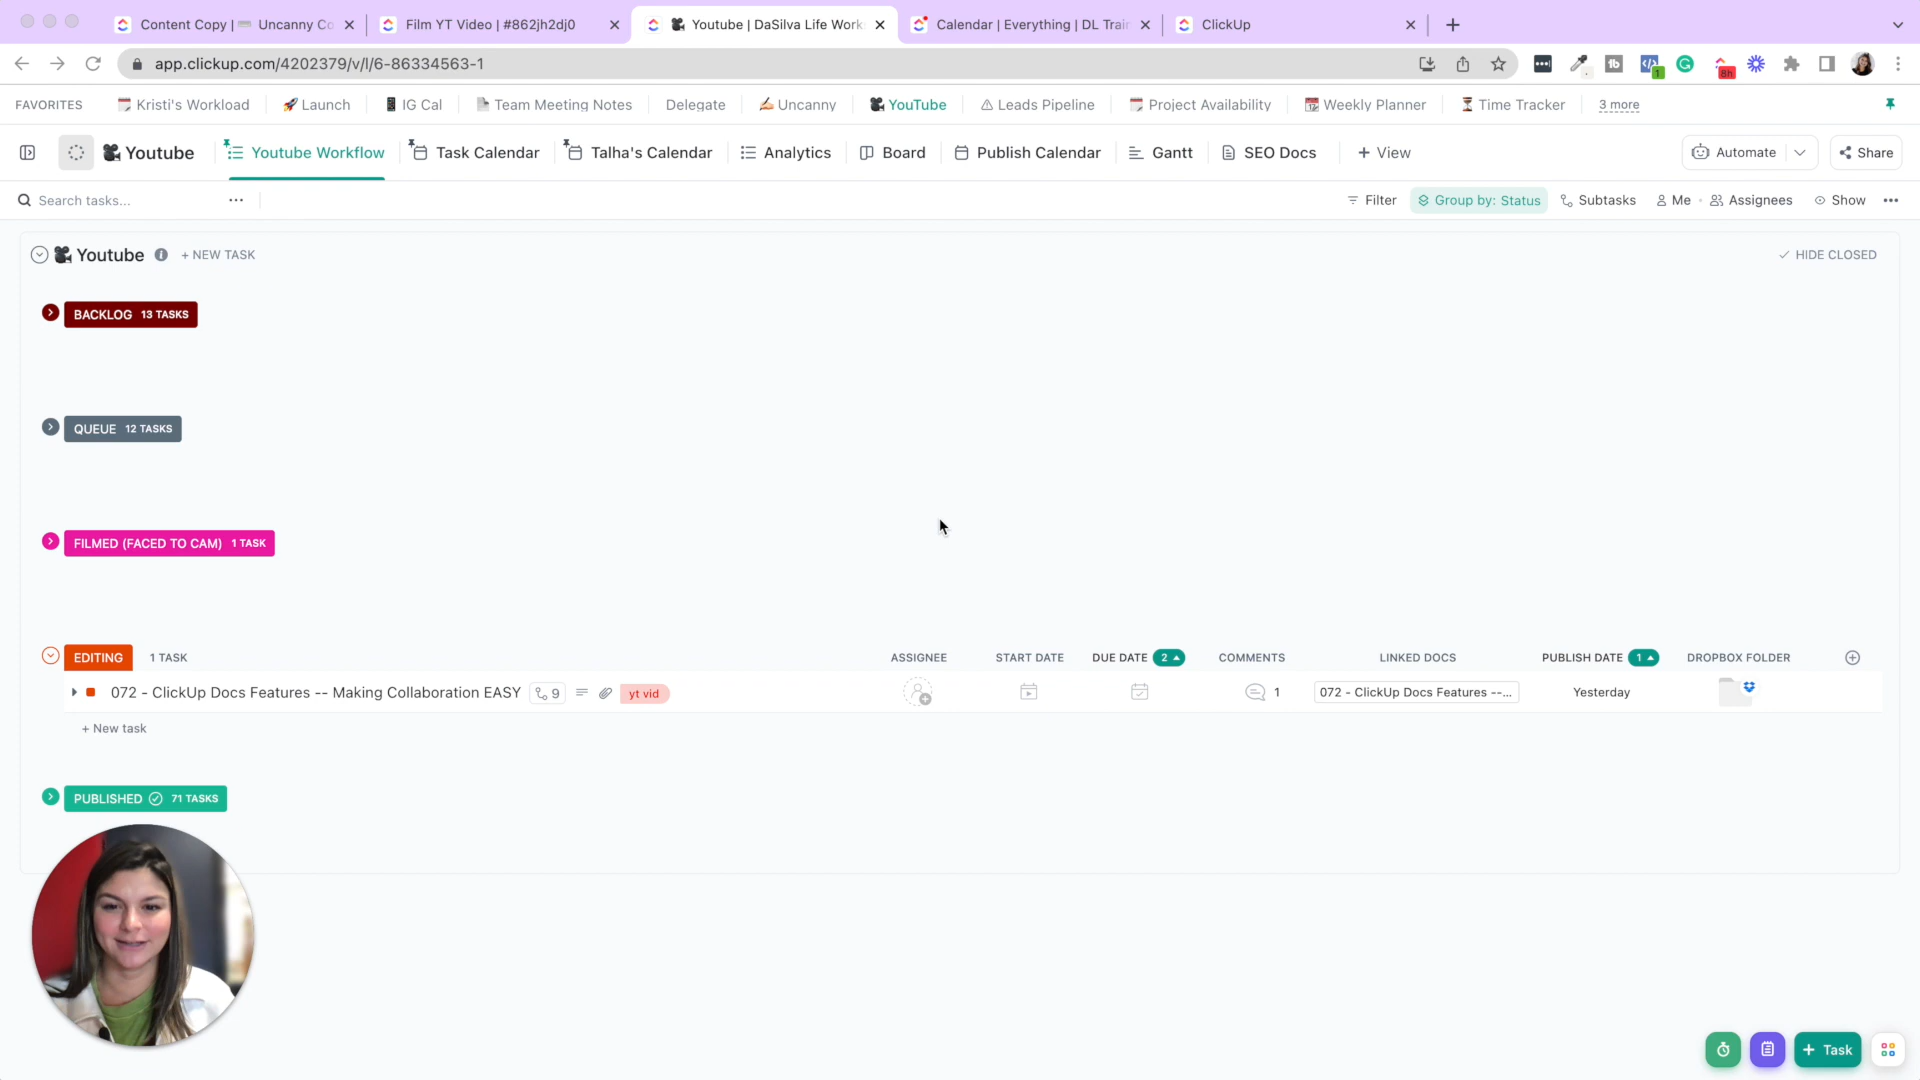 Content Copy | Uncanny Co
Film YT Video | #862jh2dj0
Youtube | DaSilva Life Work
Calendar | Everything | DL Trai
ClickUp
app.clickup.com/4202379/v/l/6-86334563-1
1
8h
FAVORITES
Kristi's Workload
Launch
IG Cal
Team Meeting Notes
Delegate
Uncanny
YouTube
Leads Pipeline
Project Availability
Weekly Planner
Time Tracker
3 more
Youtube
Youtube Workflow
Task Calendar
Talha's Calendar
Analytics
Board
Publish Calendar
Gantt
SEO Docs
+ View
Automate
Share
Search tasks...
Filter
Group by: Status
Subtasks
Me
Assignees
Show
Youtube
+ NEW TASK
HIDE CLOSED
BACKLOG 13 TASKS
QUEUE 12 TASKS
FILMED (FACED TO CAM) 1 TASK
EDITING 1 TASK ASSIGNEE START DATE DUE DATE 2 COMMENTS LINKED DOCS PUBLISH DATE 1 DROPBOX FOLDER
072 - ClickUp Docs Features -- Making Collaboration EASY 9 yt vid 1 072 - ClickUp Docs Features --... Yesterday
+ New task
PUBLISHED 71 TASKS
+ Task